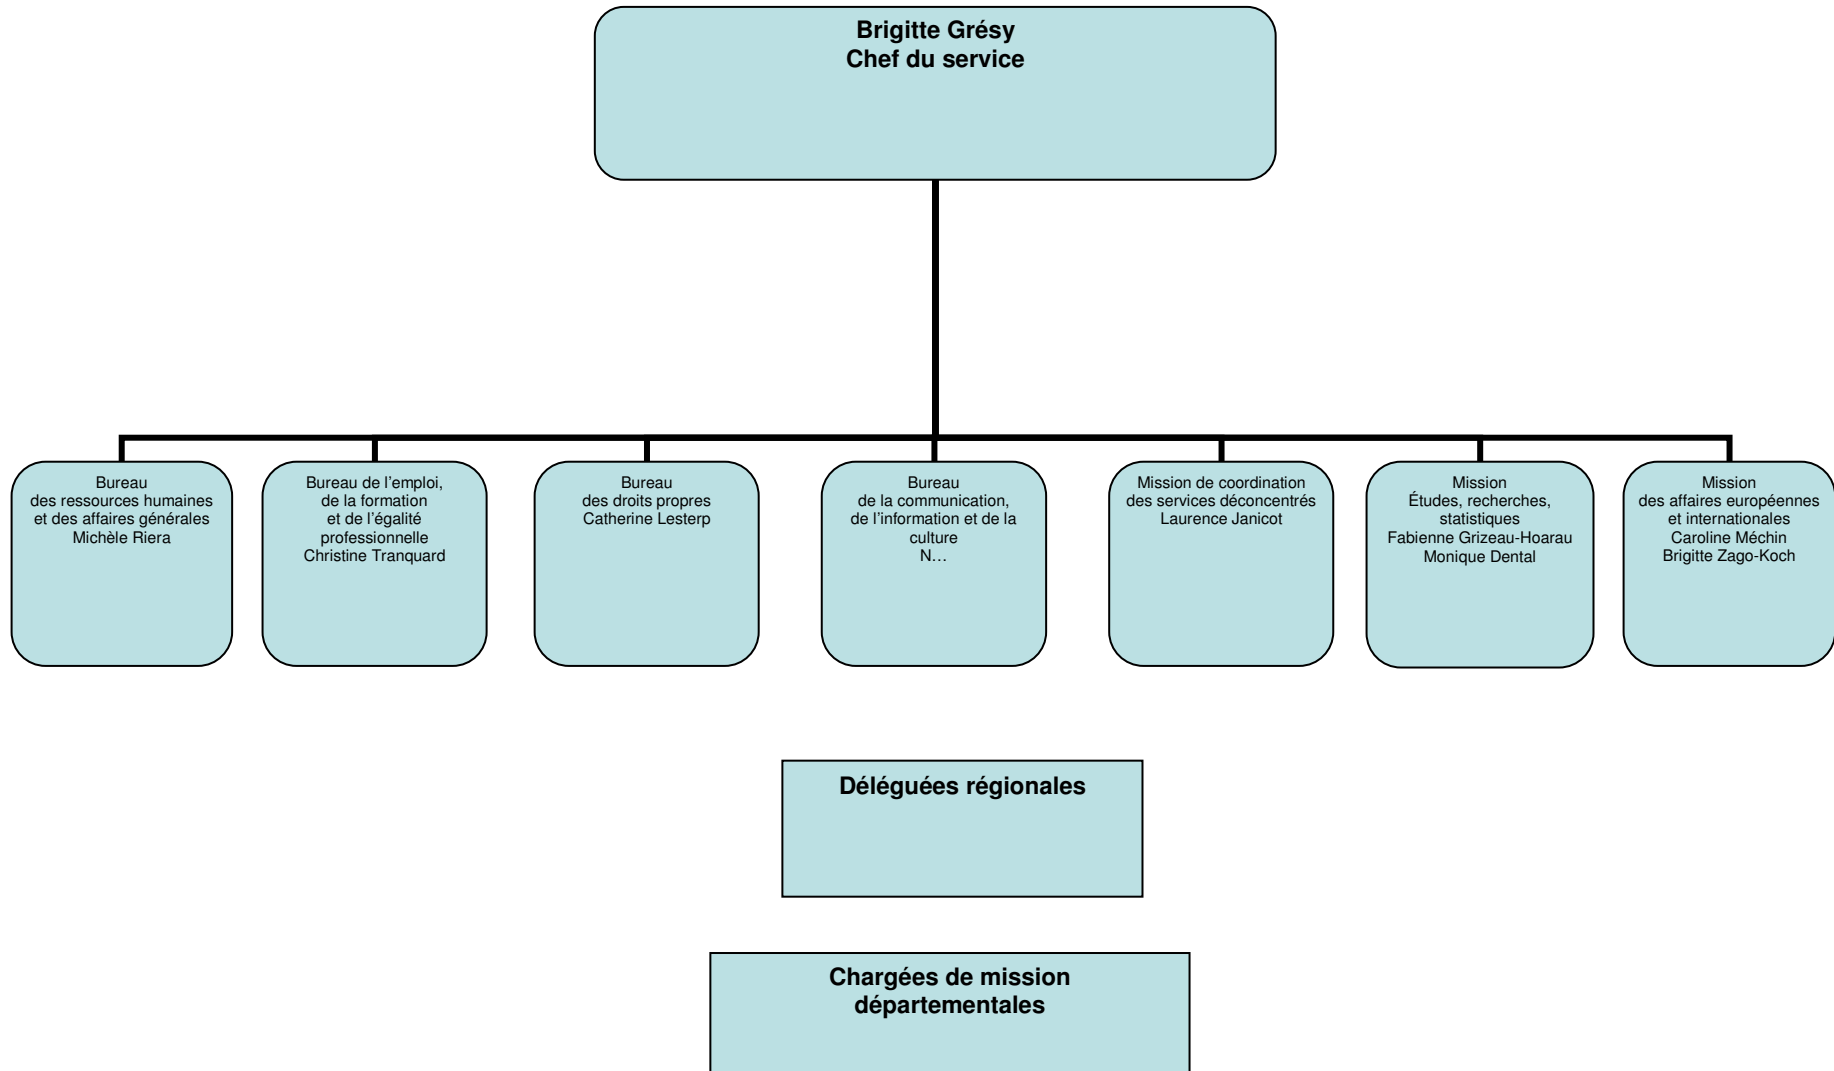 Brigitte Grésy
Chef du service
Bureau
des ressources humaines
et des affaires générales
Michèle Riera
Bureau de l’emploi,
de la formation
et de l’égalité
professionnelle
Christine Tranquard
Bureau
des droits propres
Catherine Lesterp
Bureau
de la communication,
de l’information et de la
culture
N…
Mission de coordination
des services déconcentrés
Laurence Janicot
Mission
Études, recherches,
statistiques
Fabienne Grizeau-Hoarau
Monique Dental
Mission
des affaires européennes
et internationales
Caroline Méchin
Brigitte Zago-Koch
Déléguées régionales
Chargées de mission
départementales